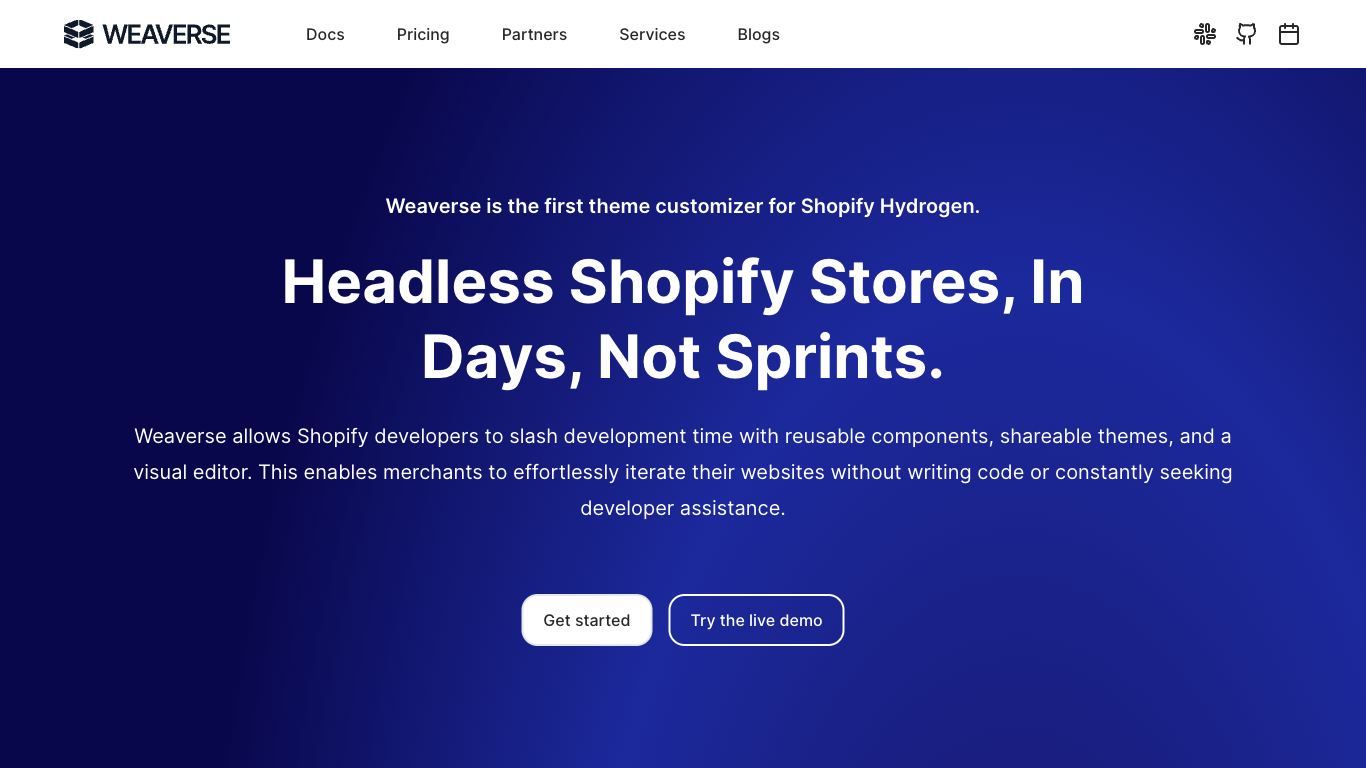 WEAVERSE
Docs
Pricing
Partners
Services
Blogs
Weaverse is the first theme customizer for Shopify Hydrogen.
Headless Shopify Stores, In
Days, Not Sprints.
Weaverse allows Shopify developers to slash development time with reusable components, shareable themes, and a
visual editor. This enables merchants to effortlessly iterate their websites without writing code or constantly seeking
developer assistance.
Get started
Try the live demo